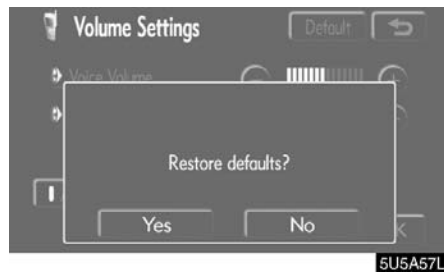 Volume Settings
Default
Voice Volume
Restore defaults?
Yes
No
5U5A57L